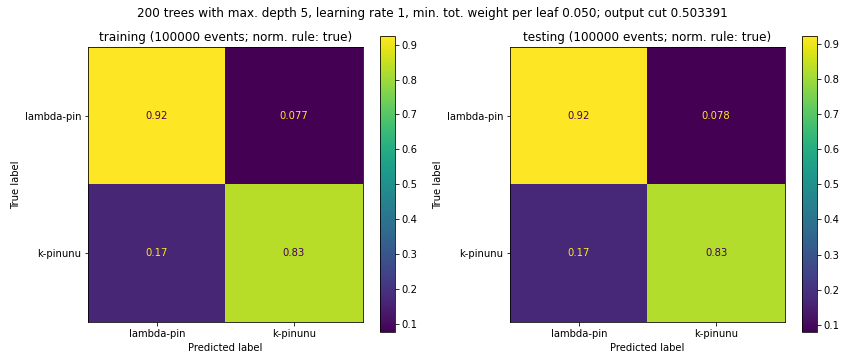 200 trees with max. depth 5, learning rate 1, min. tot. weight per leaf 0.050; output cut 0.503391
training (100000 events; norm. rule: true)
True label
lambda-pin
k-pinunu
0.92
0.077
0.17
0.83
lambda-pin
k-pinunu
Predicted label
0.9
0.8
0.7
0.6
0.5
0.4
0.3
0.2
0.1
testing (100000 events; norm. rule: true)
True label
lambda-pin
k-pinunu
0.92
0.078
0.17
0.83
lambda-pin
k-pinunu
Predicted label
0.9
0.8
0.7
0.6
0.5
0.4
0.3
0.2
0.1